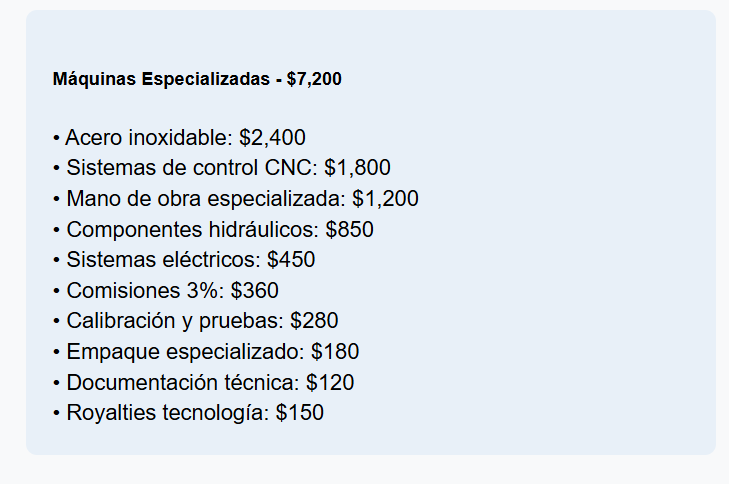 Máquinas Especializadas - $7,200
• Acero inoxidable: $2,400
• Sistemas de control CNC: $1,800
• Mano de obra especializada: $1,200
• Componentes hidráulicos: $850
• Sistemas eléctricos: $450
• Comisiones 3%: $360
• Calibración y pruebas: $280
• Empaque especializado: $180
• Documentación técnica: $120
• Royalties tecnología: $150